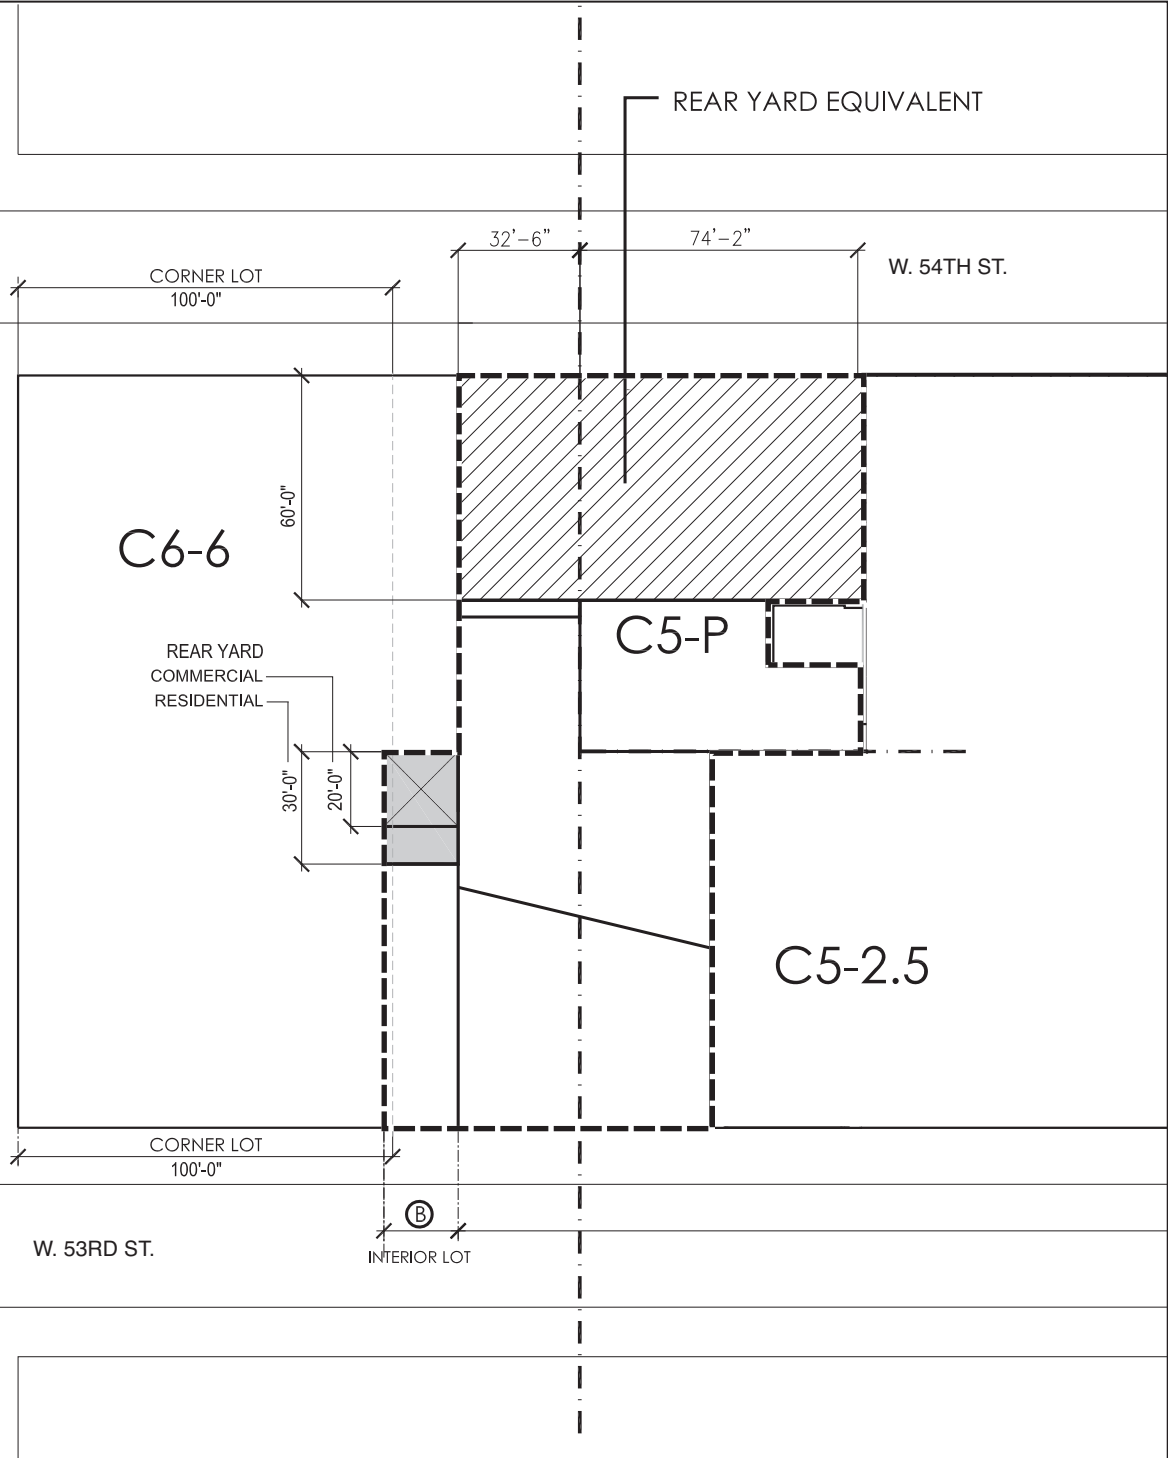 REAR YARD EQUIVALENT
32'-6"
74'-2"
W. 54TH ST.
CORNER LOT
100'-0"
60'-0"
C6-6
C5-P
REAR YARD
COMMERCIAL
RESIDENTIAL
30'-0"
20'-0"
C5-2.5
CORNER LOT
100'-0"
B
W. 53RD ST.
INTERIOR LOT